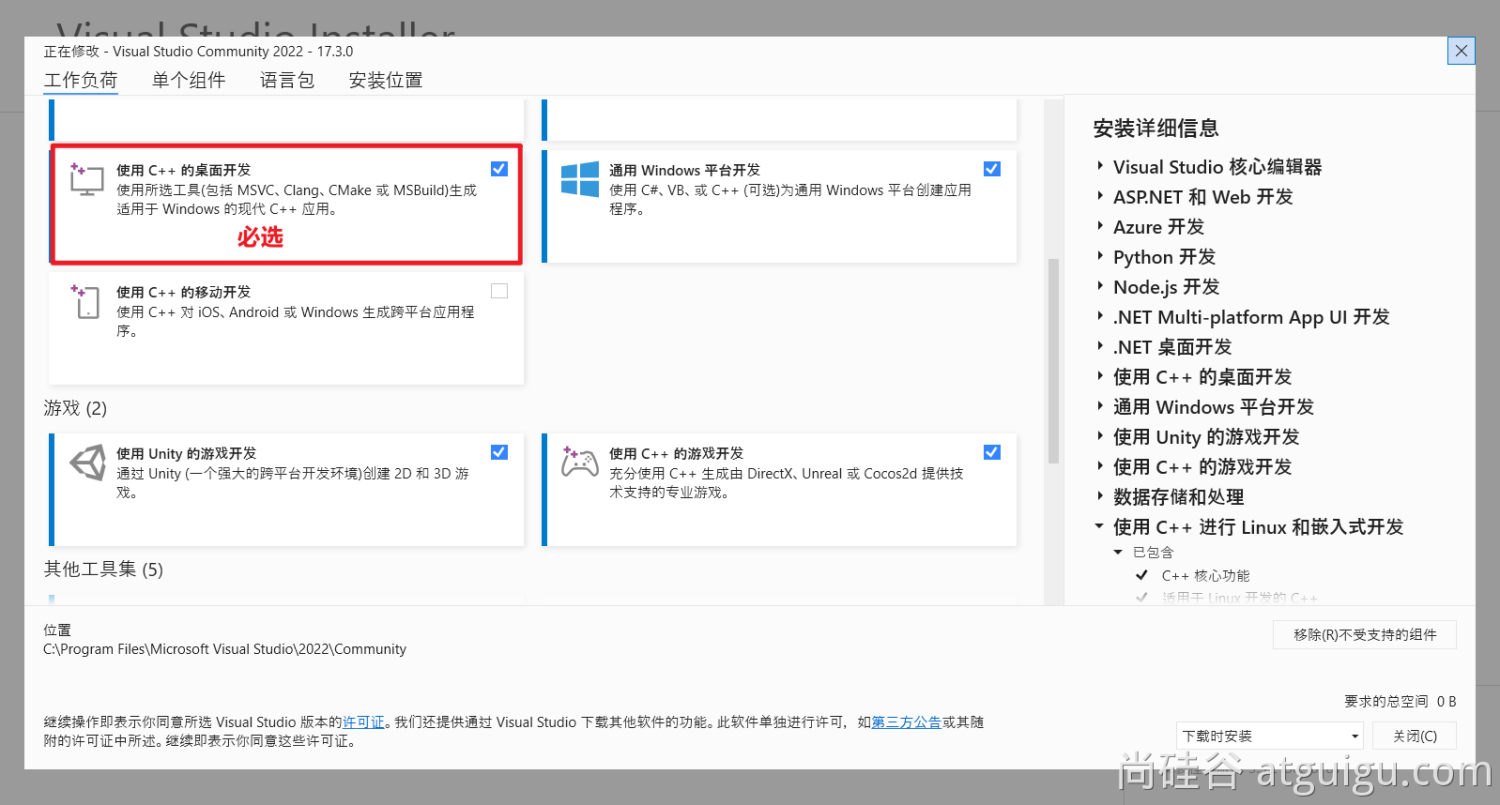 Visual Studio Installer
正在修改 - Visual Studio Community 2022 - 17.3.0
工作负荷 单个组件 语言包 安装位置
使用 C++ 的桌面开发
使用所选工具(包括 MSVC、Clang、CMake 或 MSBuild)生成
适用于 Windows 的现代 C++ 应用。
必选
通用 Windows 平台开发
使用 C#、VB、或 C++ (可选)为通用 Windows 平台创建应用
程序。
使用 C++ 的移动开发
使用 C++ 对 iOS、Android 或 Windows 生成跨平台应用程
序。
游戏 (2)
使用 Unity 的游戏开发
通过 Unity (一个强大的跨平台开发环境)创建 2D 和 3D 游
戏。
使用 C++ 的游戏开发
充分使用 C++ 生成由 DirectX、Unreal 或 Cocos2d 提供技
术支持的专业游戏。
其他工具集 (5)
安装详细信息
Visual Studio 核心编辑器
ASP.NET 和 Web 开发
Azure 开发
Python 开发
Node.js 开发
.NET Multi-platform App UI 开发
.NET 桌面开发
使用 C++ 的桌面开发
通用 Windows 平台开发
使用 Unity 的游戏开发
使用 C++ 的游戏开发
数据存储和处理
使用 C++ 进行 Linux 和嵌入式开发
已包含
C++ 核心功能
适用于 Linux 开发的 C++
位置
C:\Program Files\Microsoft Visual Studio\2022\Community
移除(R)不受支持的组件
要求的总空间 0 B
继续操作即表示你同意所选 Visual Studio 版本的许可证。我们还提供通过 Visual Studio 下载其他软件的功能。此软件单独进行许可，如第三方公告或其随
附的许可证中所述。继续即表示你同意这些许可证。
下载时安装
关闭(C)
尚硅谷 atguigu.com